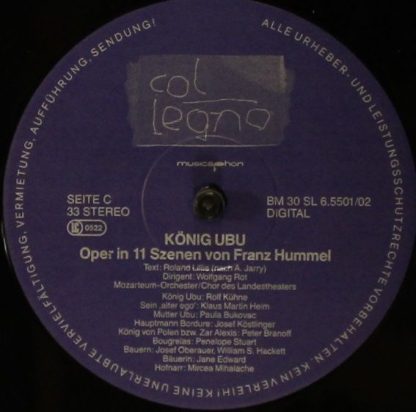 ALLE URHEBER- UND LEISTUNGSSCHUTZRECHTE VORBEHALTEN. KEIN VERLEIH! KEINE UNERLAUBTE VERVIELFÄLTIGUNG, VERMIETUNG, AUFFÜHRUNG, SENDUNG!
col
legno
musicaphon
SEITE C
33 STEREO
LC 0522
BM 30 SL 6.5501/02
DIGITAL
KÖNIG UBU
Oper in 11 Szenen von Franz Hummel
Text: Roland Lillie (nach A. Jarry)
Dirigent: Wolfgang Rot
Mozarteum-Orchester/Chor des Landestheaters
König Ubu: Rolf Kühne
Sein ‚alter ego': Klaus Martin Heim
Mutter Ubu: Paula Bukovac
Hauptmann Bordure: Josef Köstlinger
König von Polen bzw. Zar Alexis: Peter Branoff
Bougrelas: Penelope Stuart
Bauern: Josef Oberauer, William S. Hackett
Bäuerin: Jane Edward
Hofnarr: Mircea Mihalache